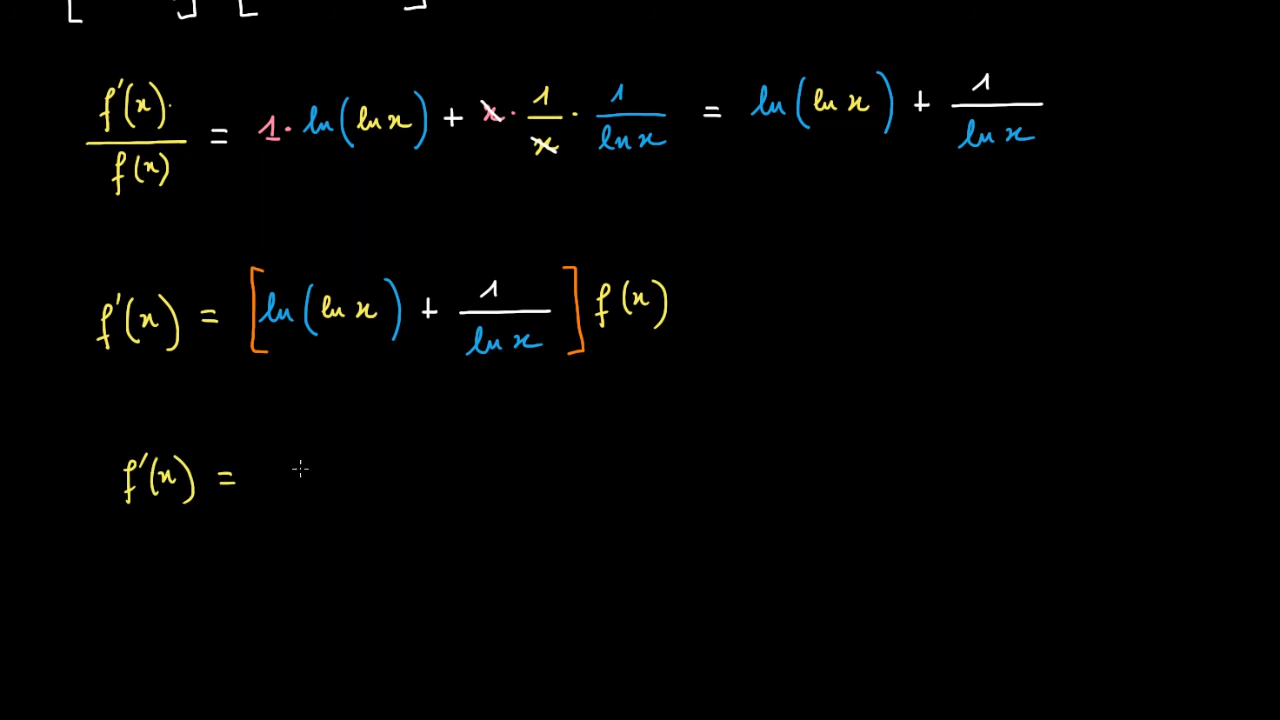 f'(x)/f(x) = 1 · ln(ln x) + x · 1/x · 1/ln x = ln(ln x) + 1/ln x
f'(x) = [ln(ln x) + 1/ln x] f(x)
f'(x) =